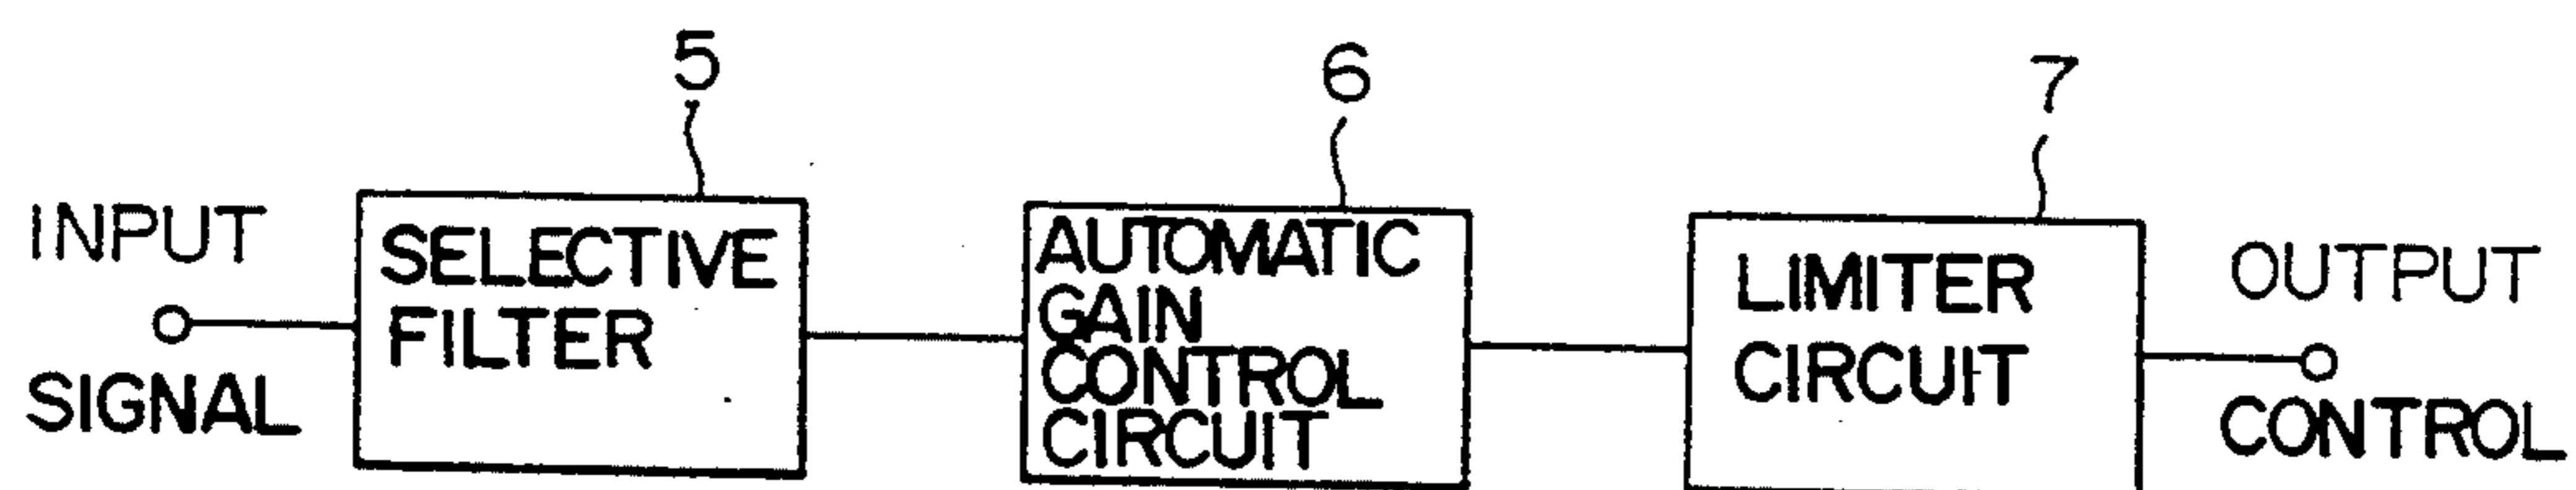 5
6
7
INPUT
SIGNAL
SELECTIVE
FILTER
AUTOMATIC
GAIN
CONTROL
CIRCUIT
LIMITER
CIRCUIT
OUTPUT
CONTROL